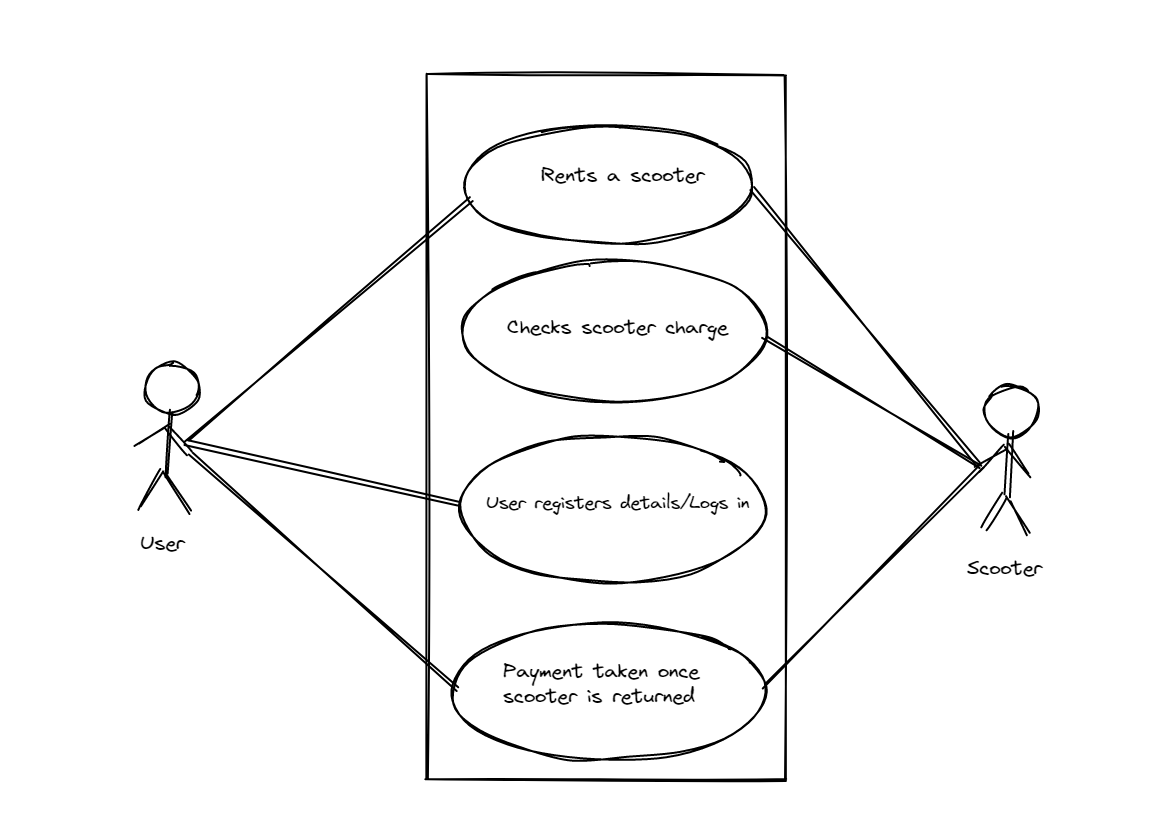 Rents a scooter
Checks scooter charge
User registers details/Logs in
User
Scooter
Payment taken once
scooter is returned